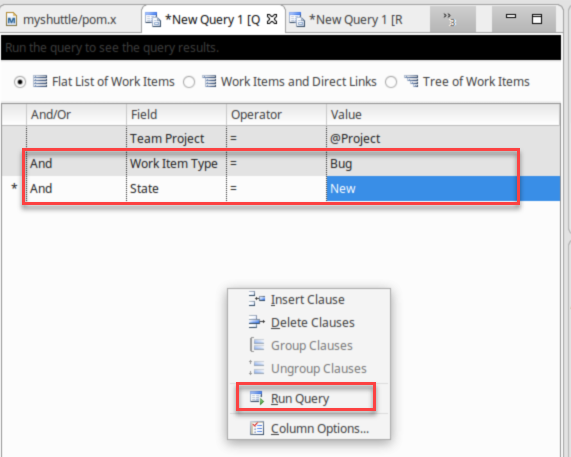 myshuttle/pom.x *New Query 1 [Q *New Query 1 [R »3
Run the query to see the query results.
Flat List of Work Items Work Items and Direct Links Tree of Work Items
And/Or Field Operator Value
Team Project = @Project
And Work Item Type = Bug
* And State = New
Insert Clause
Delete Clauses
Group Clauses
Ungroup Clauses
Run Query
Column Options...